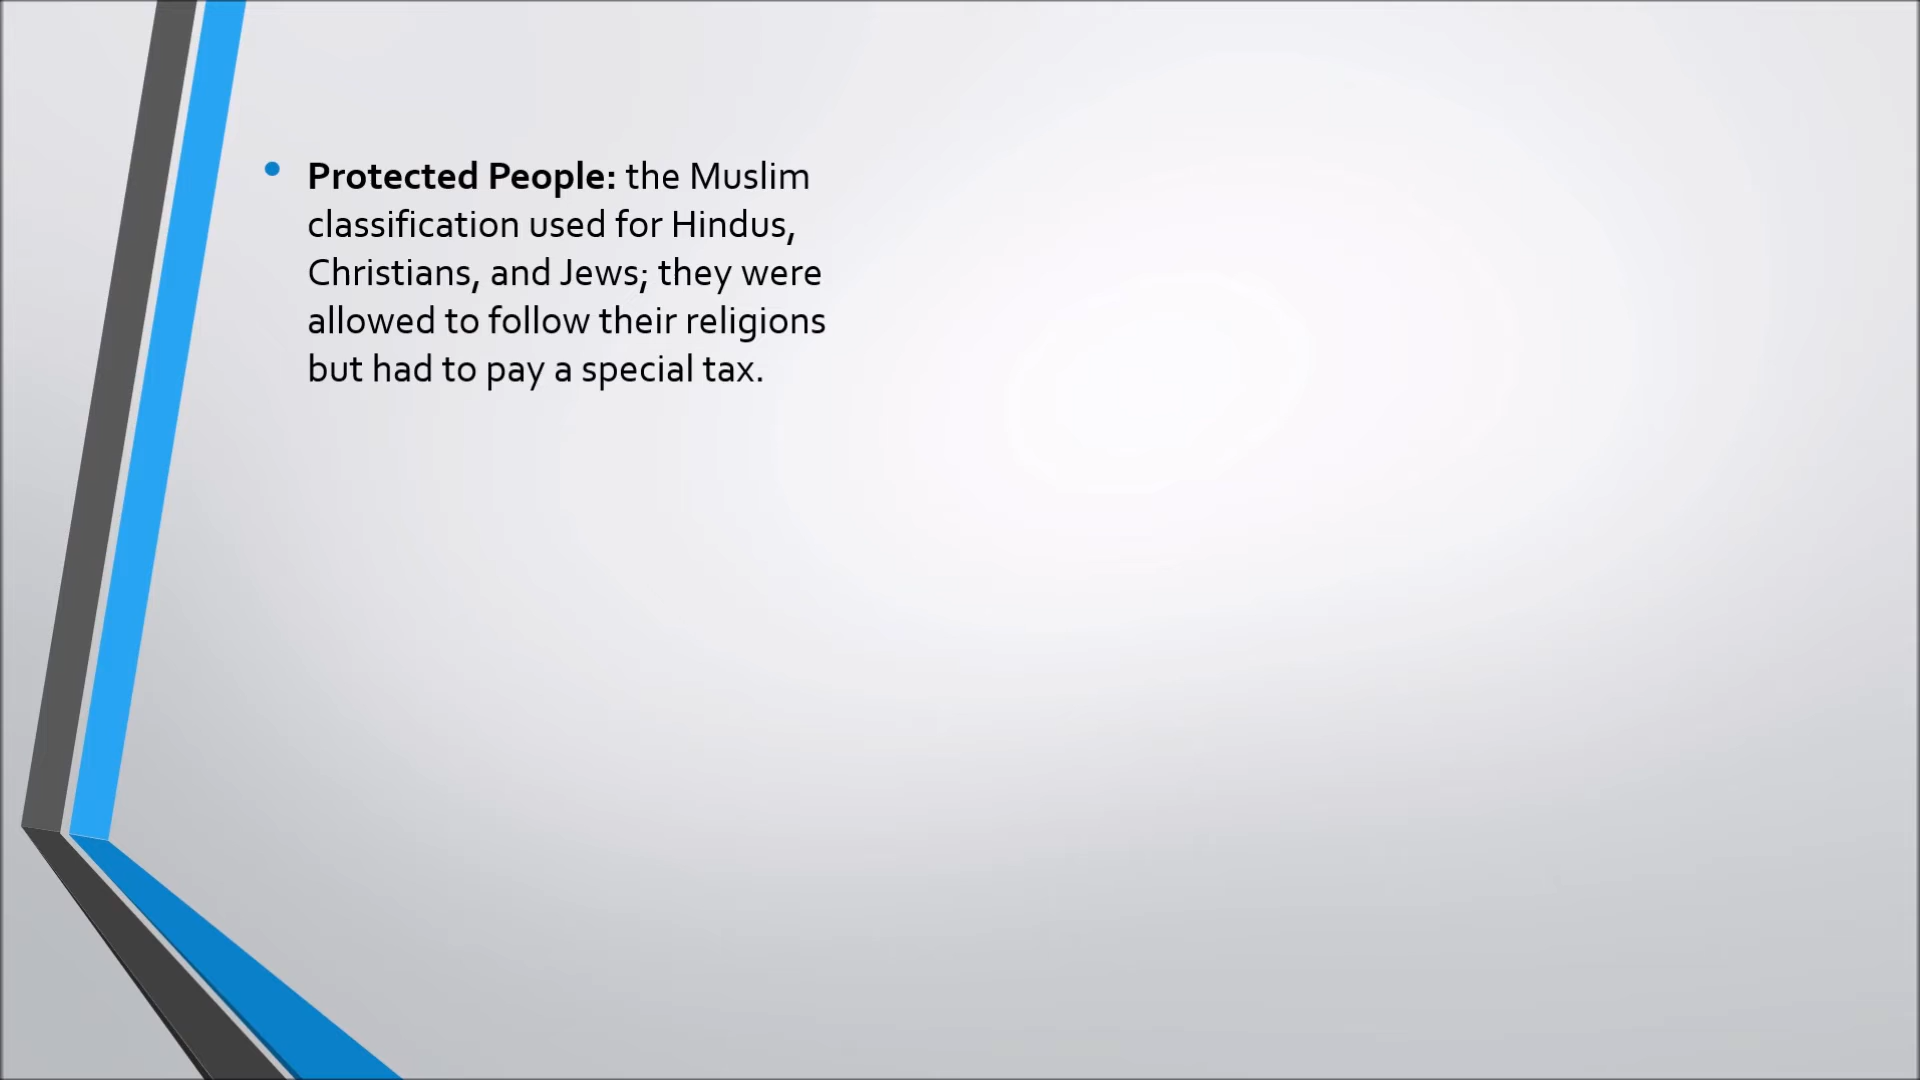 Protected People: the Muslim
classification used for Hindus,
Christians, and Jews; they were
allowed to follow their religions
but had to pay a special tax.